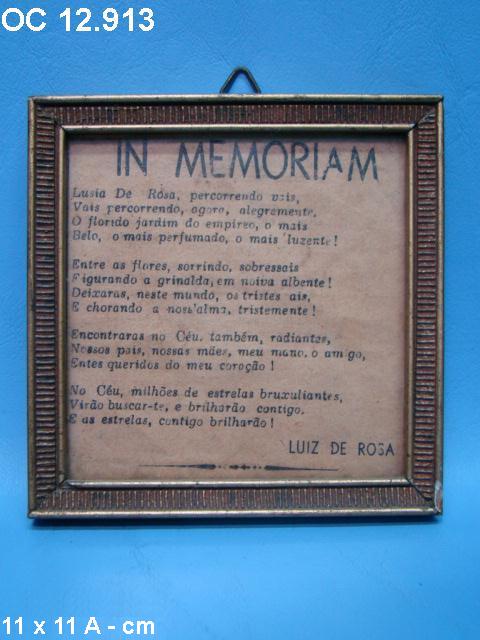 OC 12.913
IN MEMORIAM
Lusia De Rosa, percorrendo vais,
Vais percorrendo, agora, alegremente,
O florido jardim do empireo, o mais
Belo, o mais perfumado, o mais luzente!
Entre as flores, sorrindo, sobressais
Figurando a grinalda, em noiva albente!
Deixaras, neste mundo, os tristes ais,
E chorando a noss'alma, tristemente!
Encontraras no Céu, também, radiantes,
Nossos pais, nossas mães, meu mano, o amigo,
Entes queridos do meu coroção!
No Céu, milhões de estrelas bruxuliantes,
Virão buscar-te, e brilharão contigo,
E as estrelas, contigo brilharão!
LUIZ DE ROSA
11 x 11 A - cm